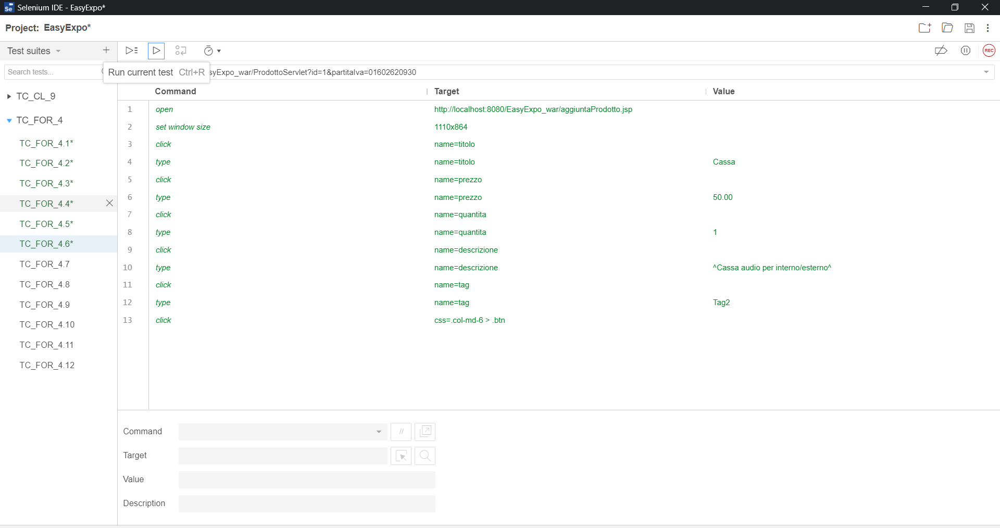 Se Selenium IDE - EasyExpo*
Project: EasyExpo*
Test suites
REC
Search tests...
Run current test Ctrl+R
syExpo_war/ProdottoServlet?id=1&partitaIva=01602620930
Command Target Value
TC_CL_9
TC_FOR_4
TC_FOR_4.1*
TC_FOR_4.2*
TC_FOR_4.3*
TC_FOR_4.4*
TC_FOR_4.5*
TC_FOR_4.6*
TC_FOR_4.7
TC_FOR_4.8
TC_FOR_4.9
TC_FOR_4.10
TC_FOR_4.11
TC_FOR_4.12
1 open http://localhost:8080/EasyExpo_war/aggiuntaProdotto.jsp
2 set window size 1110x864
3 click name=titolo
4 type name=titolo Cassa
5 click name=prezzo
6 type name=prezzo 50.00
7 click name=quantita
8 type name=quantita 1
9 click name=descrizione
10 type name=descrizione ^Cassa audio per interno/esterno^
11 click name=tag
12 type name=tag Tag2
13 click css=.col-md-6 > .btn
Command //
Target
Value
Description